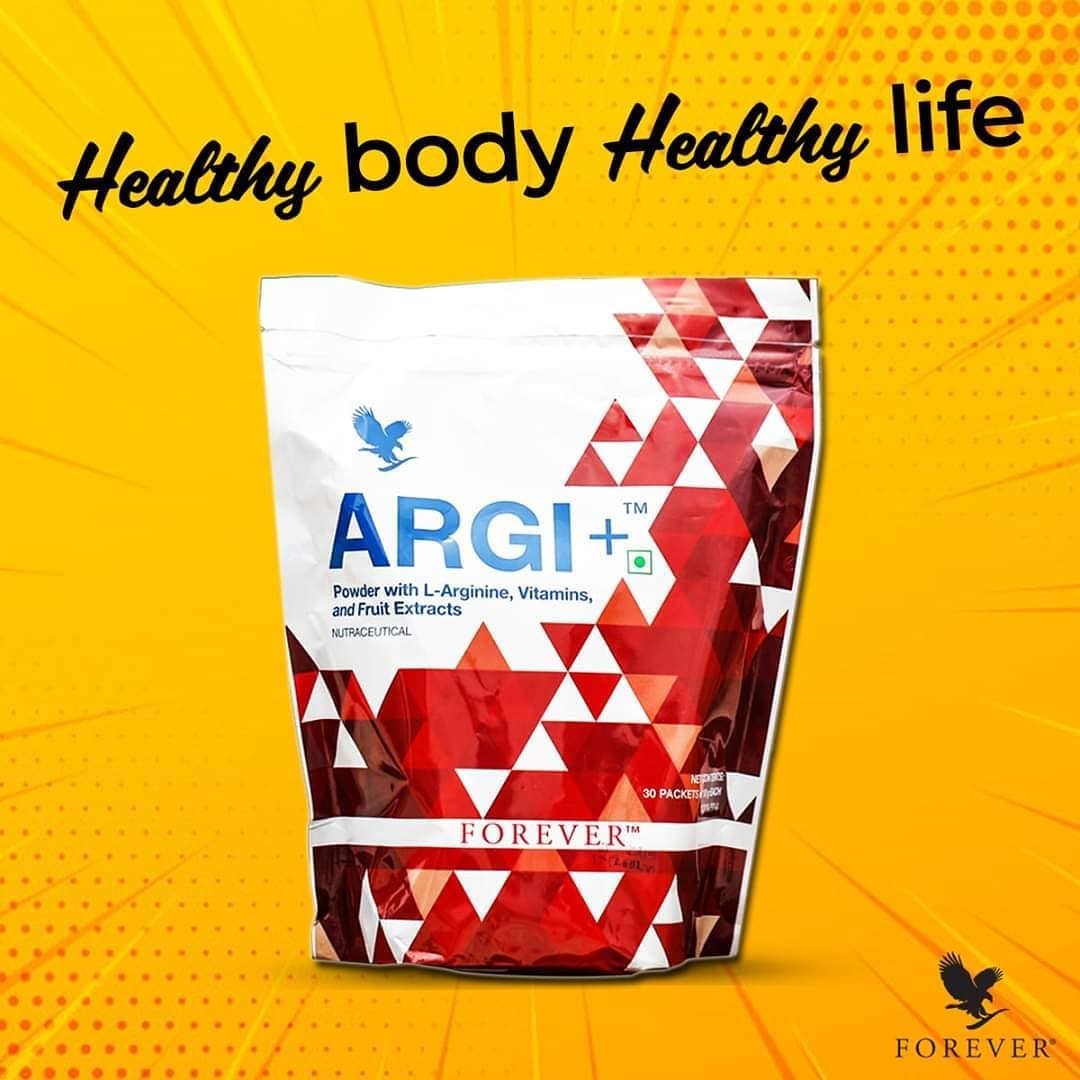 Healthy body Healthy life
ARGI+™
Powder with L-Arginine, Vitamins,
and Fruit Extracts
NUTRACEUTICAL
30 PACKETS
FOREVER™
FOREVER®